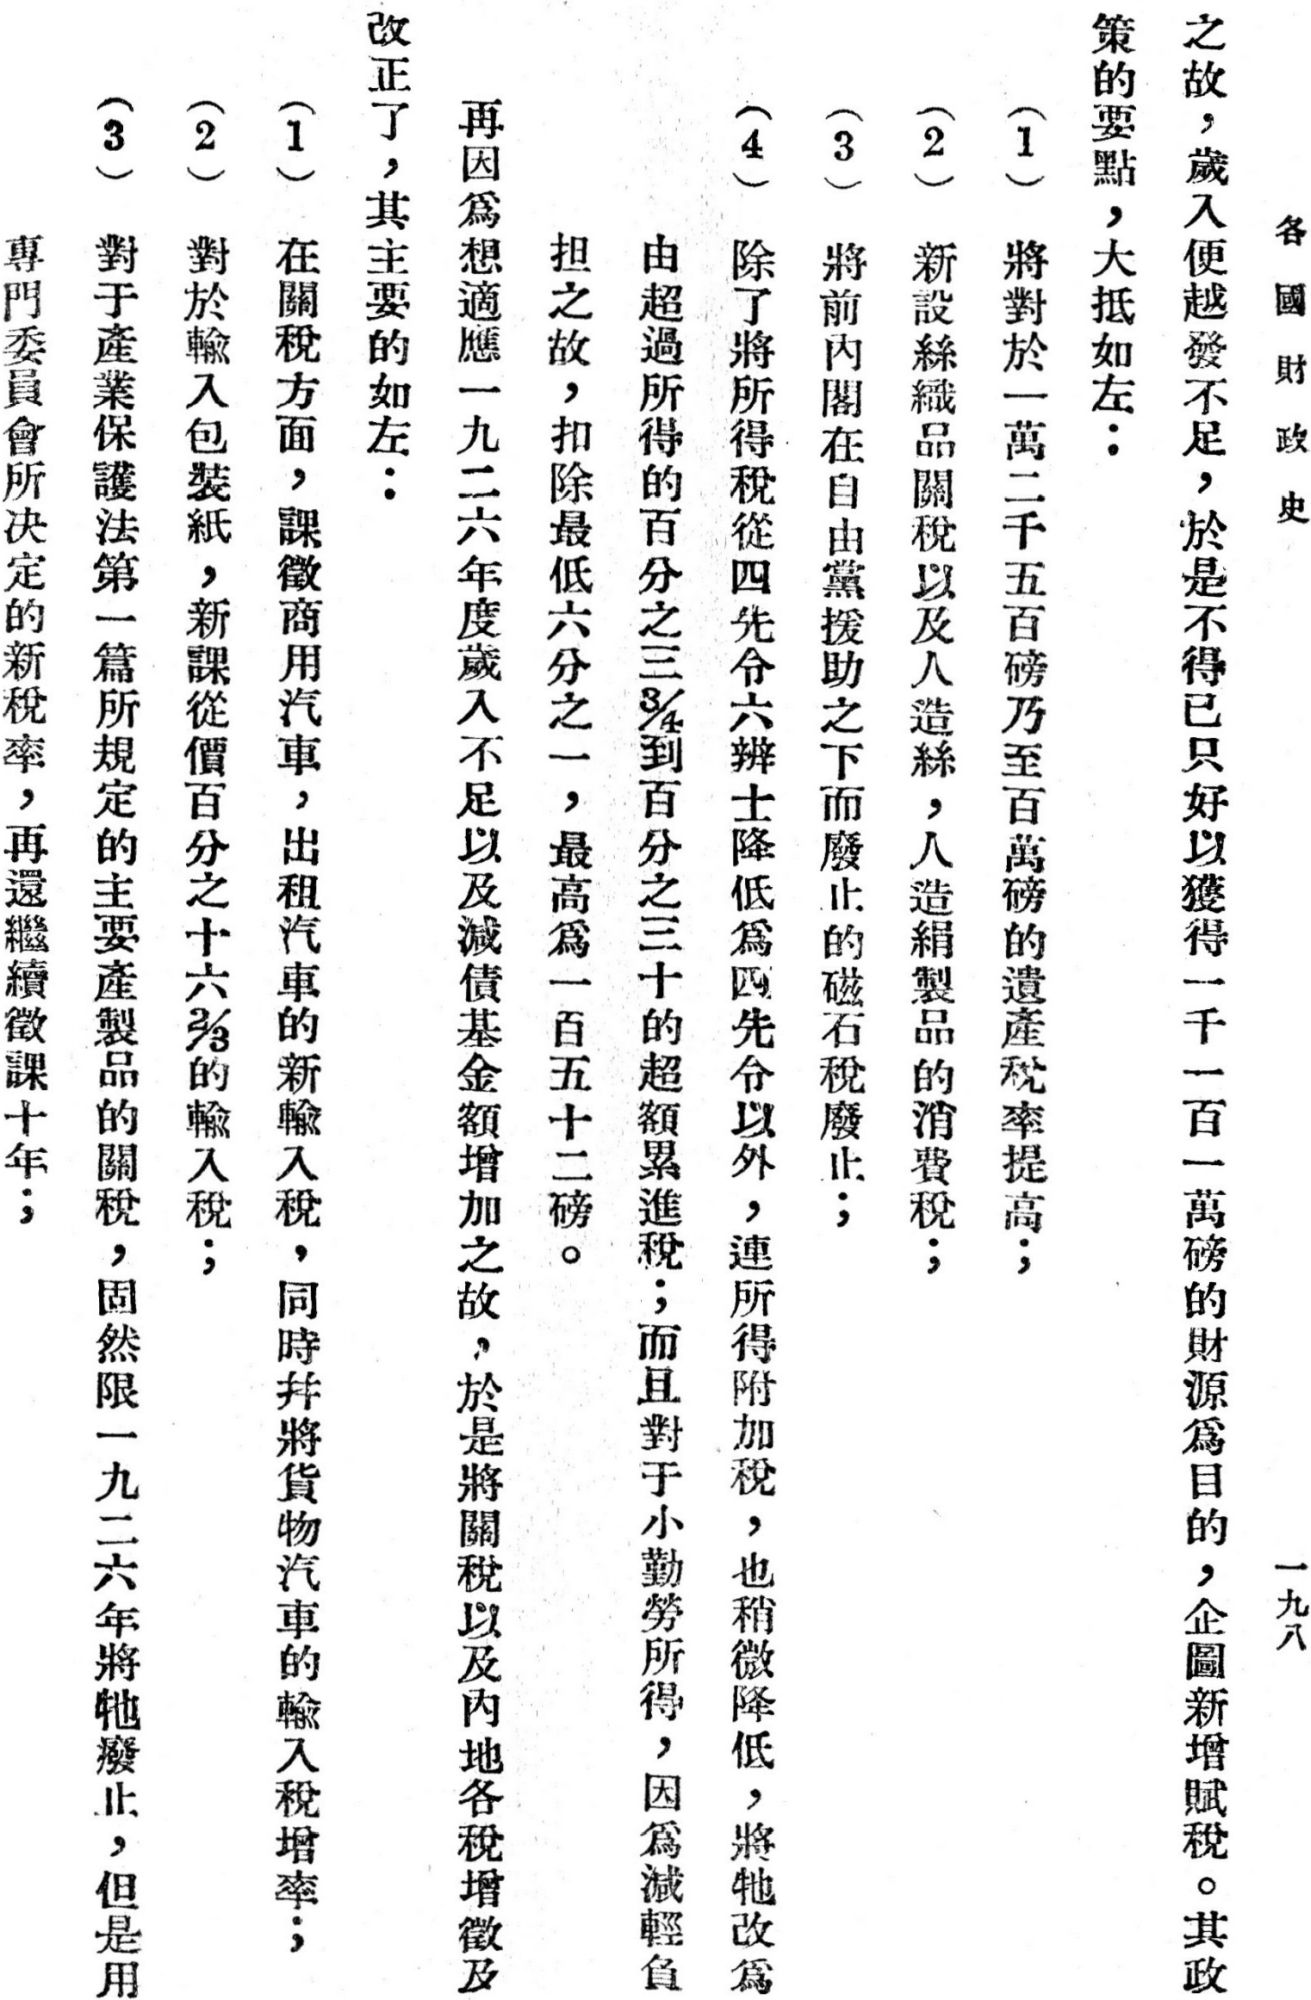 各國財政史
一九八
之故，歲入便越發不足，於是不得已只好以獲得一千一百一萬磅的財源爲目的，企圖新增賦稅。其政
策的要點，大抵如左：
（1）將對於一萬二千五百磅乃至百萬磅的遺產稅率提高；
（2）新設絲織品關稅以及人造絲，人造絹製品的消費稅；
（3）將前內閣在自由黨援助之下而廢止的磁石稅廢止；
（4）除了將所得稅從四先令六辨士降低爲四先令以外，連所得附加稅，也稍微降低，將牠改爲
由超過所得的百分之三3/4到百分之三十的超額累進稅；而且對于小勤勞所得，因爲減輕負
担之故，扣除最低六分之一，最高爲一百五十二磅。
再因爲想適應一九二六年度歲入不足以及減債基金額增加之故，於是將關稅以及內地各稅增徵及
改正了，其主要的如左：
（1）在關稅方面，課徵商用汽車，出租汽車的新輸入稅，同時幷將貨物汽車的輸入稅增率；
（2）對於輸入包裝紙，新課從價百分之十六2/3的輸入稅；
（3）對于產業保護法第一篇所規定的主要產製品的關稅，固然限一九二六年將牠廢止，但是用
專門委員會所決定的新稅率，再還繼續徵課十年；